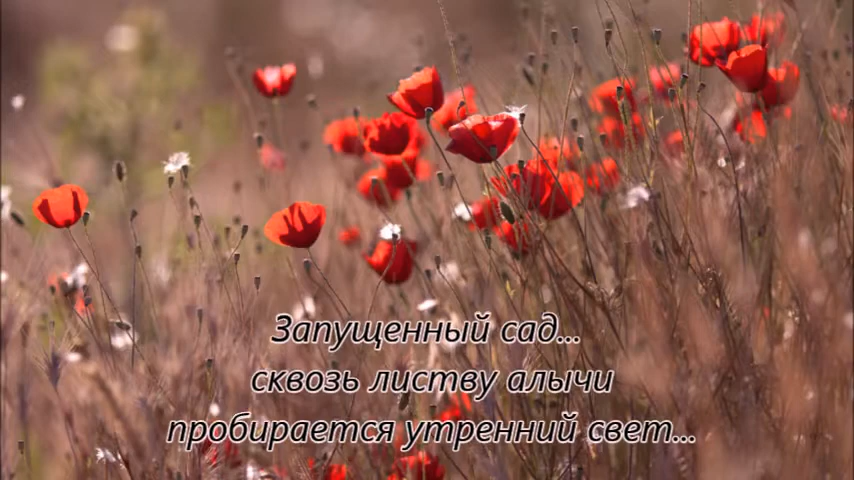 Запущенный сад...
сквозь листву алычи
пробирается утренний свет...